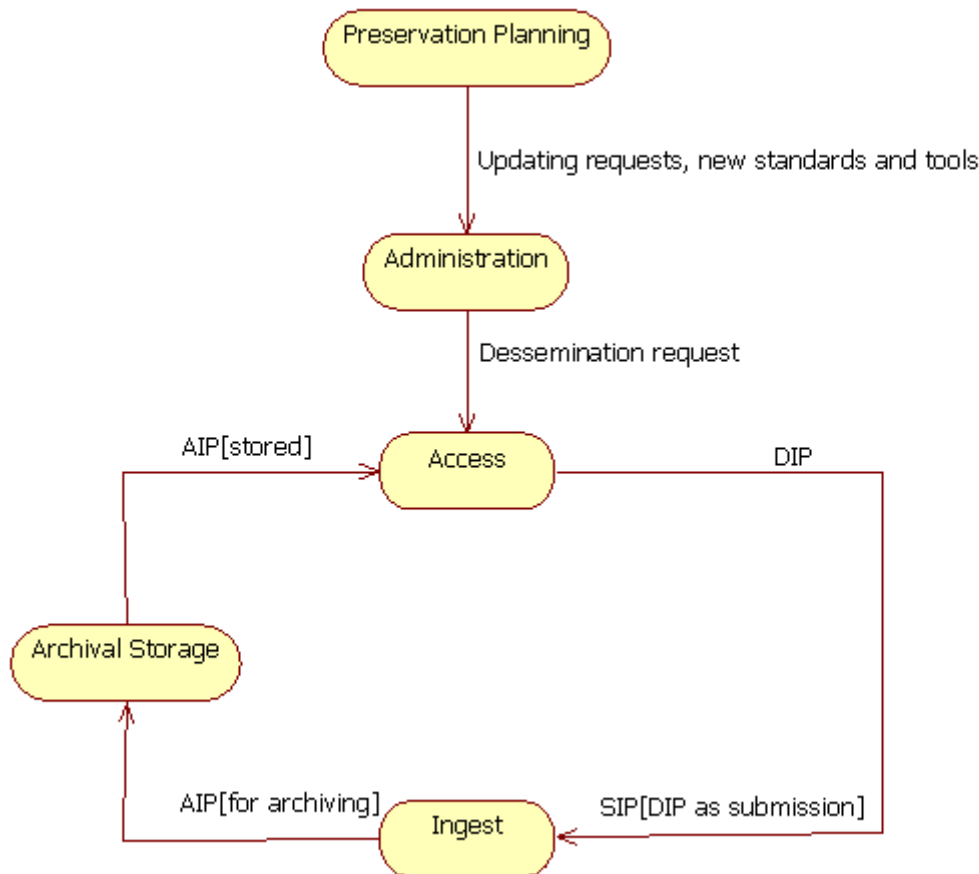 Preservation Planning
Updating requests, new standards and tools
Administration
Dessemination request
AIP[stored]
Access
DIP
Archival Storage
AIP[for archiving]
Ingest
SIP[DIP as submission]